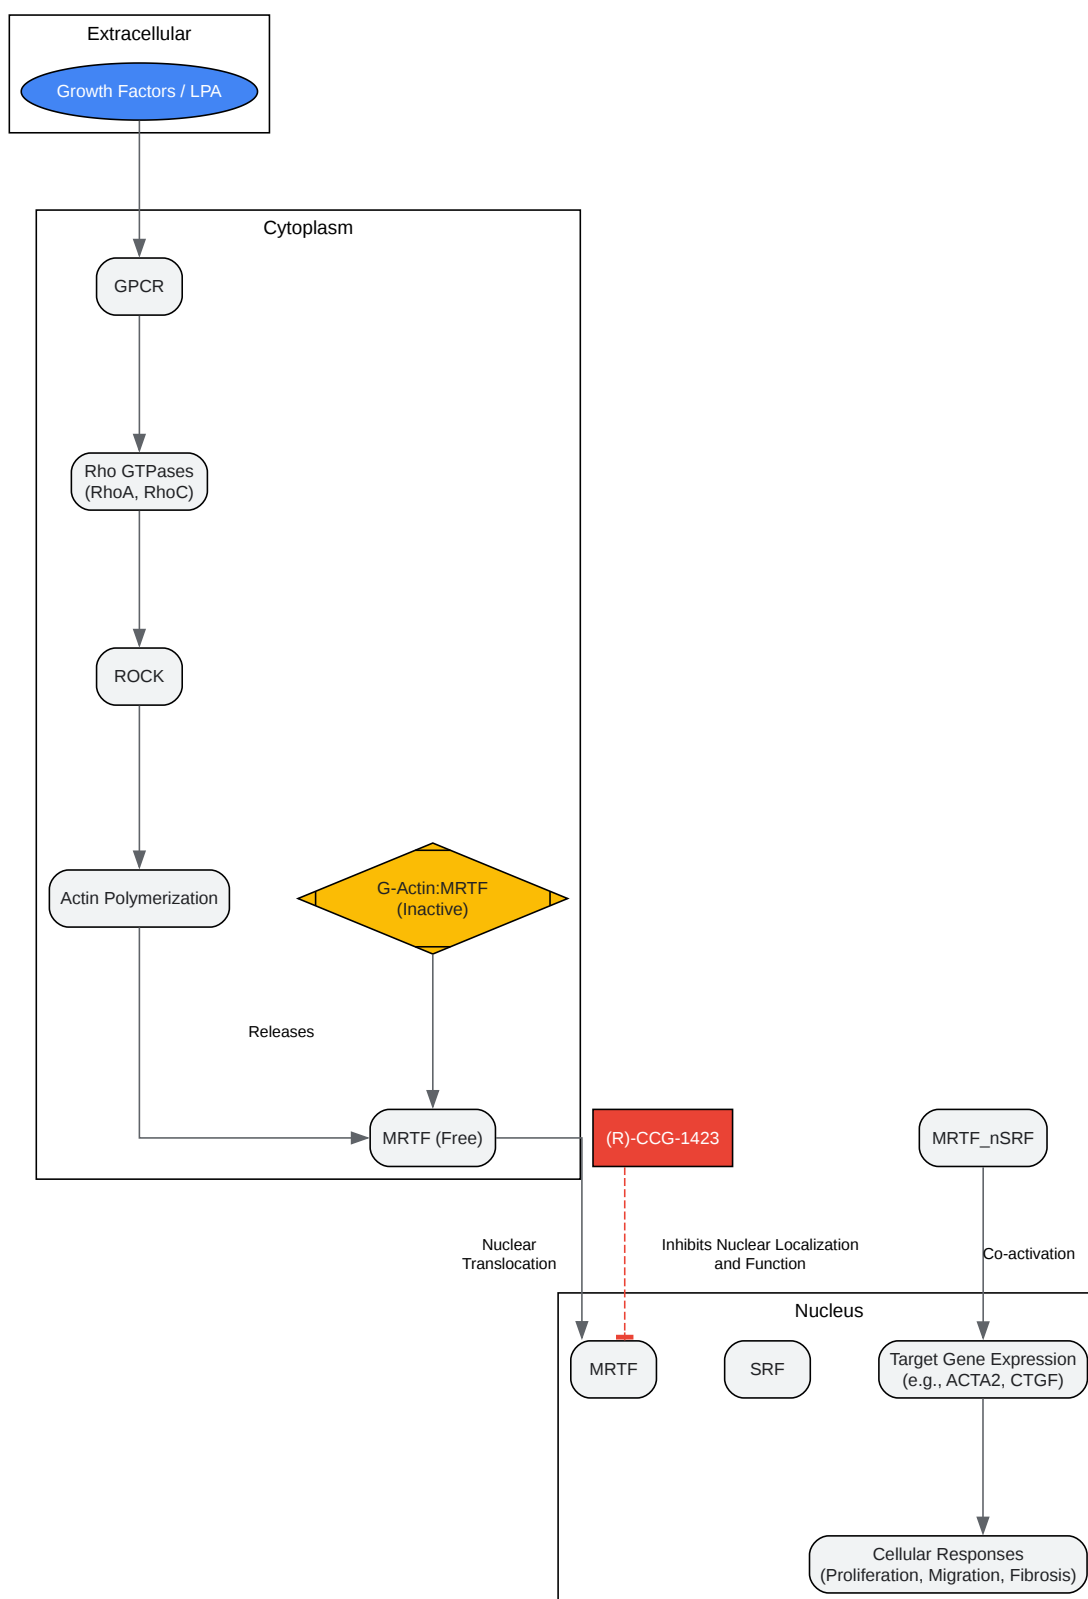 Extracellular
Growth Factors / LPA
Cytoplasm
GPCR
Rho GTPases
(RhoA, RhoC)
ROCK
Actin Polymerization
G-Actin:MRTF
(Inactive)
Releases
MRTF (Free)
(R)-CCG-1423
MRTF_nSRF
Nuclear
Translocation
Inhibits Nuclear Localization
and Function
Co-activation
Nucleus
MRTF
SRF
Target Gene Expression
(e.g., ACTA2, CTGF)
Cellular Responses
(Proliferation, Migration, Fibrosis)